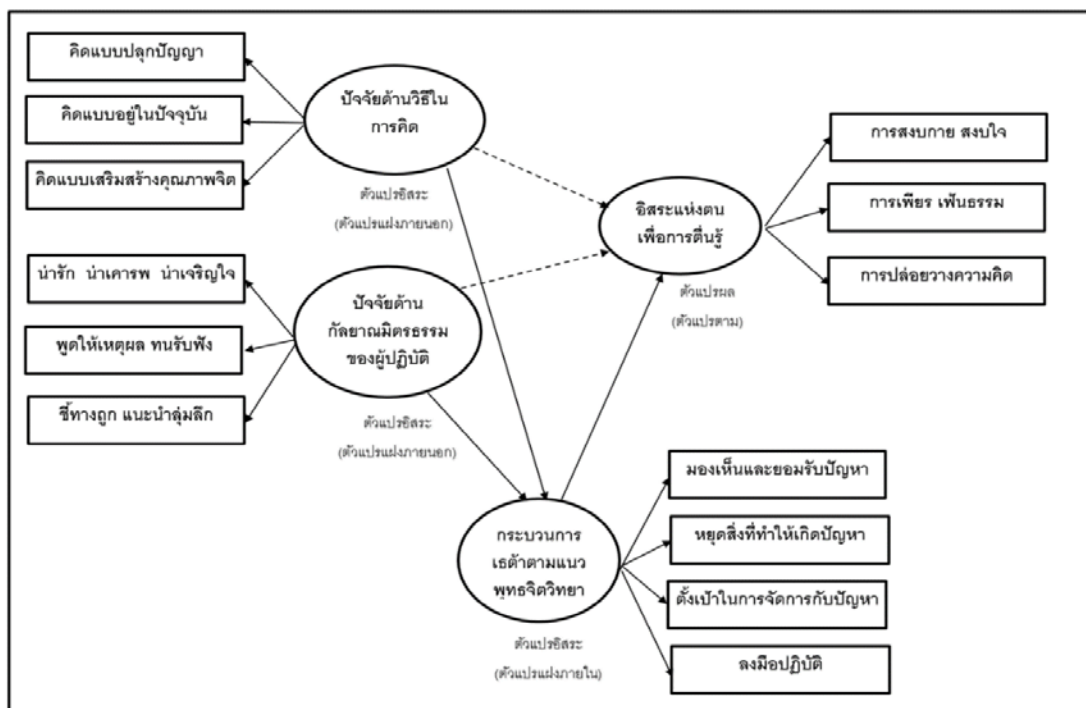 คิดแบบปลุกปัญญา
คิดแบบอยู่ในปัจจุบัน
คิดแบบเสริมสร้างคุณภาพจิต
ปัจจัยด้านวิธีใน
การคิด
ตัวแปรอิสระ
(ตัวแปรแฝงภายนอก)
น่ารัก น่าเคารพ น่าเจริญใจ
พูดให้เหตุผล ทนรับฟัง
ชี้ทางถูก แนะนำลุ่มลึก
ปัจจัยด้าน
กัลยาณมิตรธรรม
ของผู้ปฏิบัติ
ตัวแปรอิสระ
(ตัวแปรแฝงภายนอก)
อิสระแห่งตน
เพื่อการตื่นรู้
ตัวแปรผล
(ตัวแปรตาม)
การสงบกาย สงบใจ
การเพียร เฟ้นธรรม
การปล่อยวางความคิด
กระบวนการ
เธต้าตามแนว
พุทธจิตวิทยา
ตัวแปรอิสระ
(ตัวแปรแฝงภายใน)
มองเห็นและยอมรับปัญหา
หยุดสิ่งที่ทำให้เกิดปัญหา
ตั้งเป้าในการจัดการกับปัญหา
ลงมือปฏิบัติ